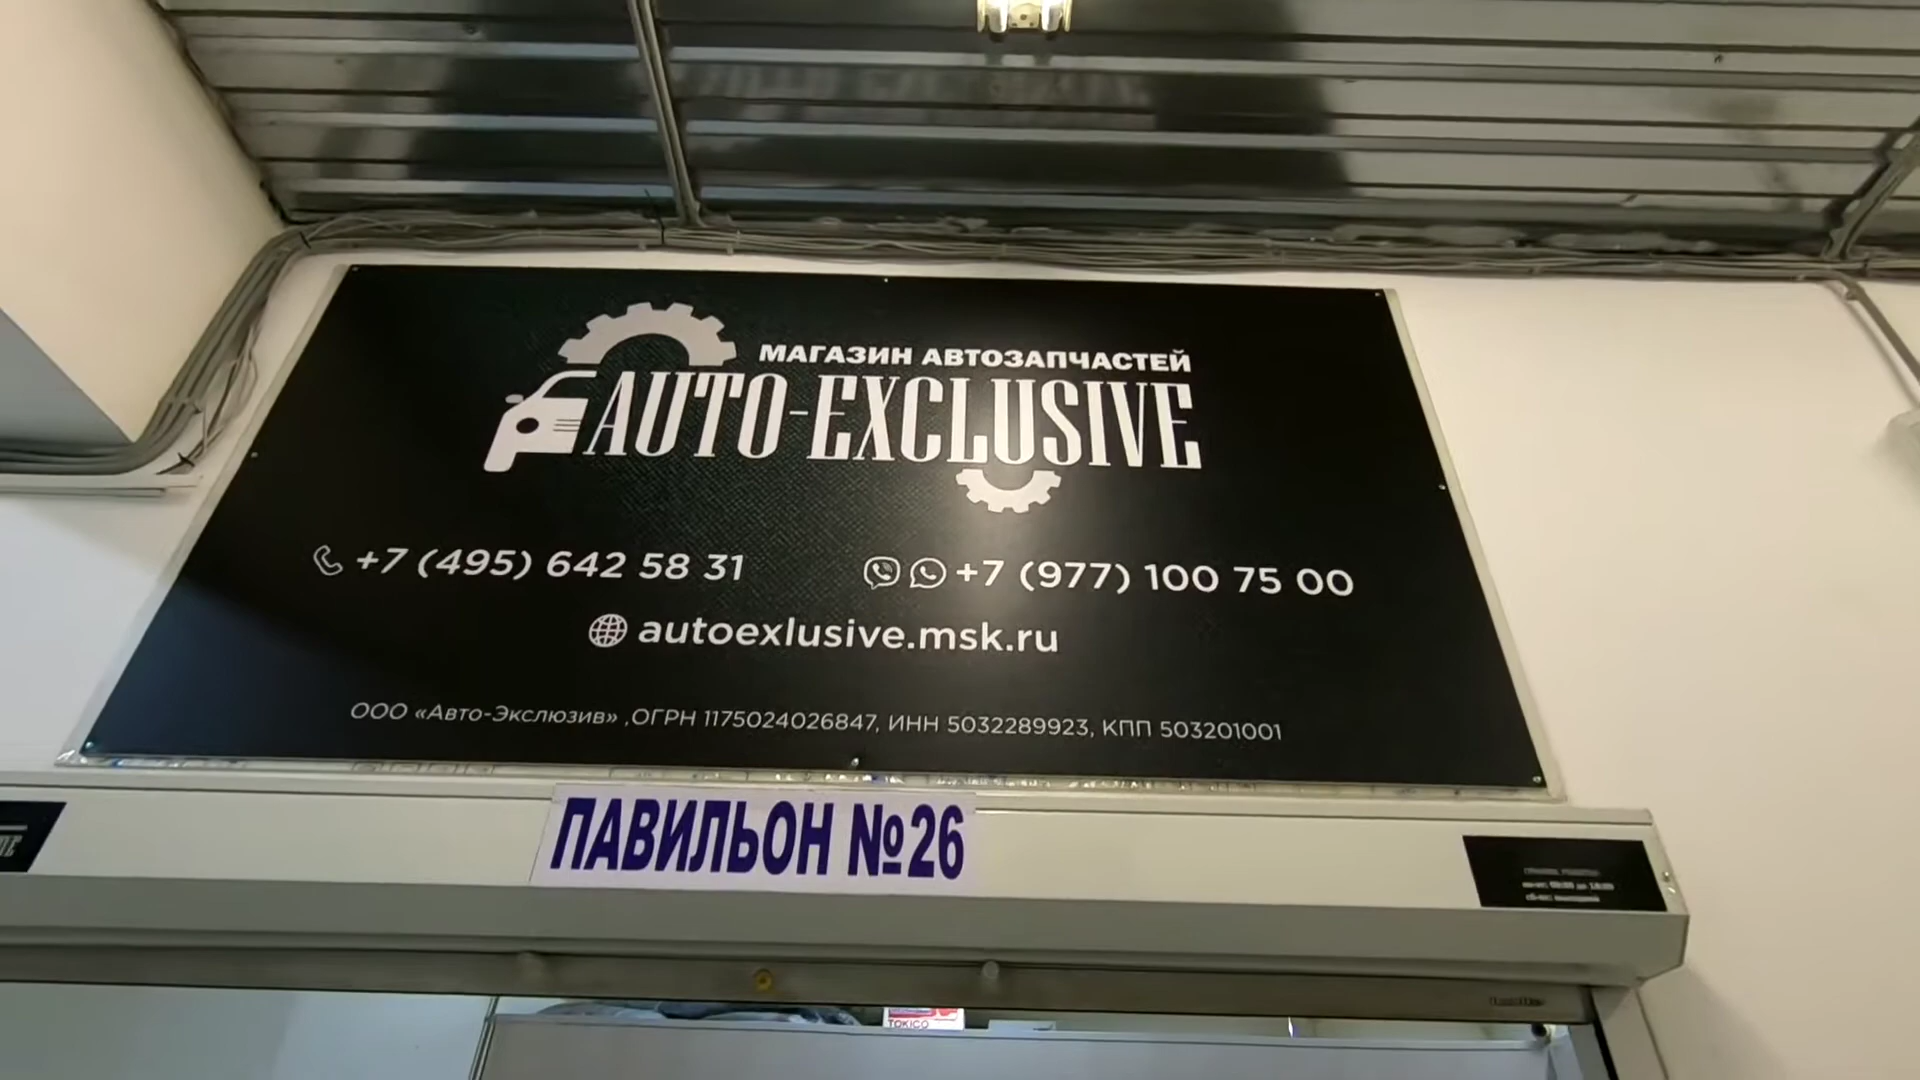 МАГАЗИН АВТОЗАПЧАСТЕЙ
AUTO-EXCLUSIVE
+7 (495) 642 58 31
+7 (977) 100 75 00
autoexlusive.msk.ru
ООО «Авто-Экслюзив» ,ОГРН 1175024026847, ИНН 5032289923, КПП 503201001
ПАВИЛЬОН №26
TOKICO